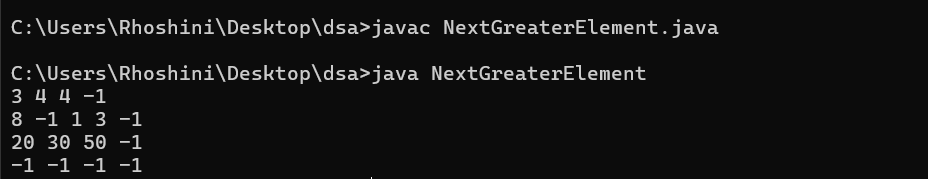 C:\Users\Rhoshini\Desktop\dsa>javac NextGreaterElement.java
C:\Users\Rhoshini\Desktop\dsa>java NextGreaterElement
3 4 4 -1
8 -1 1 3 -1
20 30 50 -1
-1 -1 -1 -1